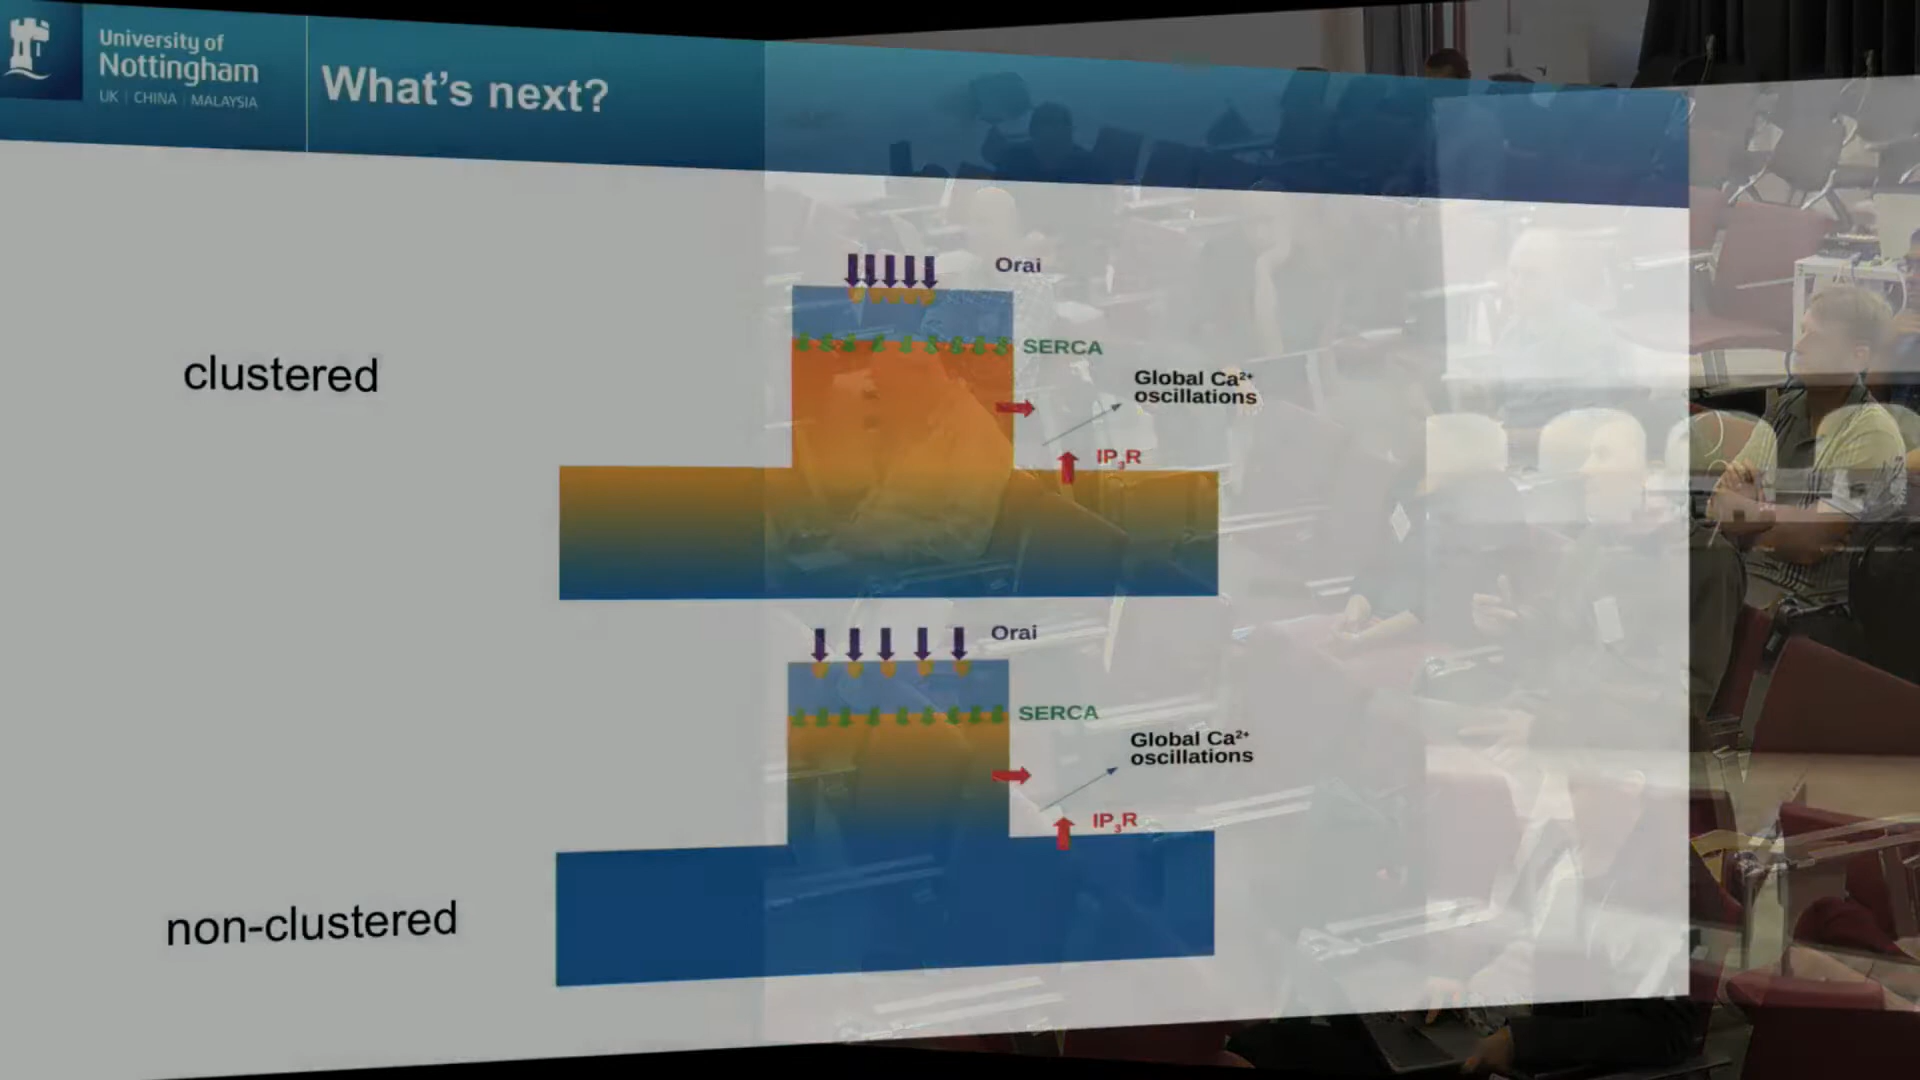 University of
Nottingham
UK | CHINA | MALAYSIA
What's next?
Orai
SERCA
clustered
Global Ca²⁺
oscillations
IP₃R
Orai
SERCA
Global Ca²⁺
oscillations
IP₃R
non-clustered